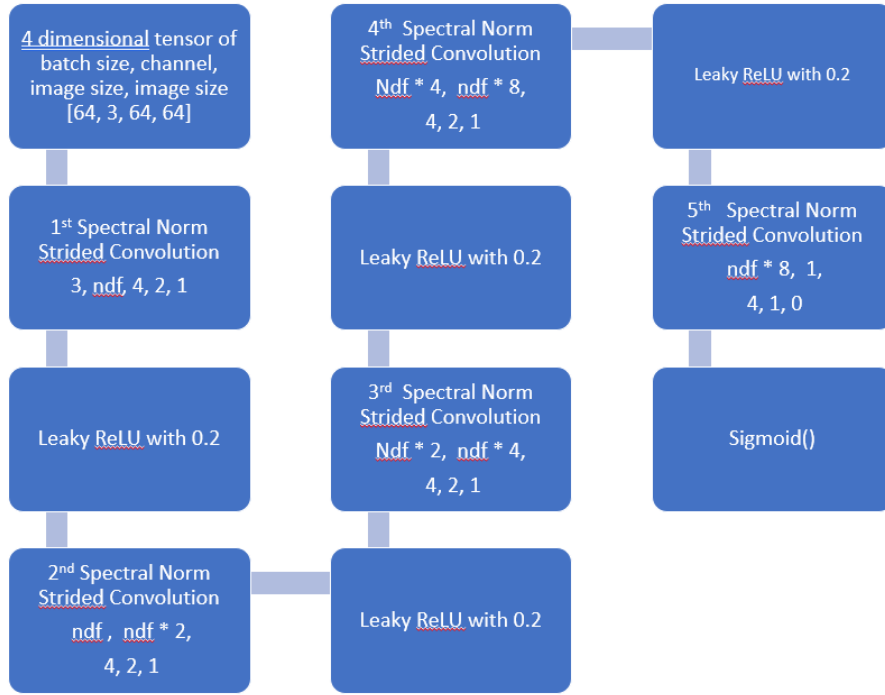 4 dimensional tensor of
batch size, channel,
image size, image size
[64, 3, 64, 64]
1st Spectral Norm
Strided Convolution
3, ndf, 4, 2, 1
Leaky ReLU with 0.2
2nd Spectral Norm
Strided Convolution
ndf , ndf * 2,
4, 2, 1
Leaky ReLU with 0.2
3rd Spectral Norm
Strided Convolution
Ndf * 2, ndf * 4,
4, 2, 1
Leaky ReLU with 0.2
4th Spectral Norm
Strided Convolution
Ndf * 4, ndf * 8,
4, 2, 1
Leaky ReLU with 0.2
5th Spectral Norm
Strided Convolution
ndf * 8, 1,
4, 1, 0
Sigmoid()